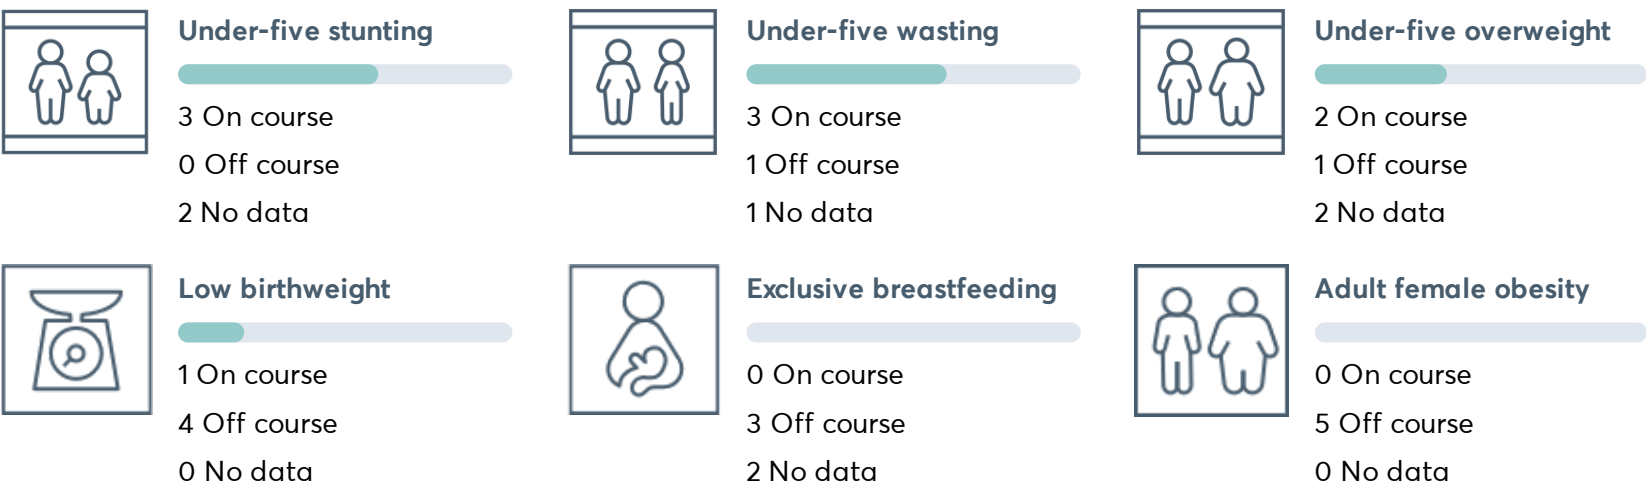 Under-five stunting
3 On course
0 Off course
2 No data
Under-five wasting
3 On course
1 Off course
1 No data
Under-five overweight
2 On course
1 Off course
2 No data
Low birthweight
1 On course
4 Off course
0 No data
Exclusive breastfeeding
0 On course
3 Off course
2 No data
Adult female obesity
0 On course
5 Off course
0 No data